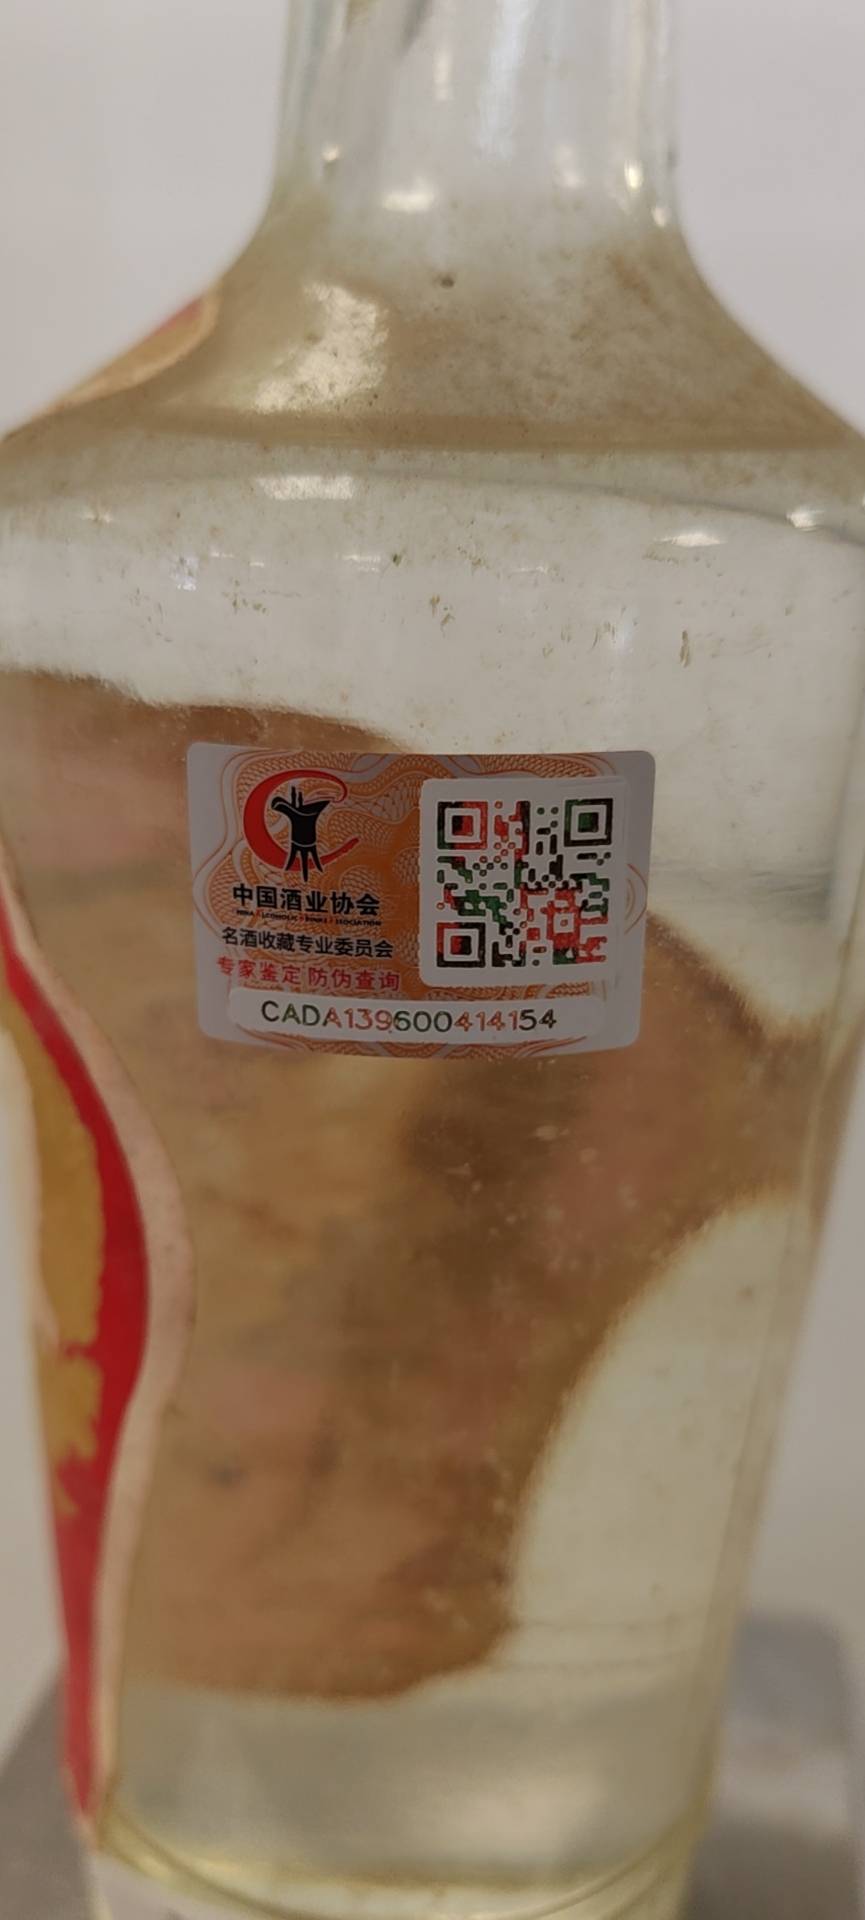 中国酒业协会
名酒收藏专业委员会
专家鉴定 防伪查询
CADA139600414154